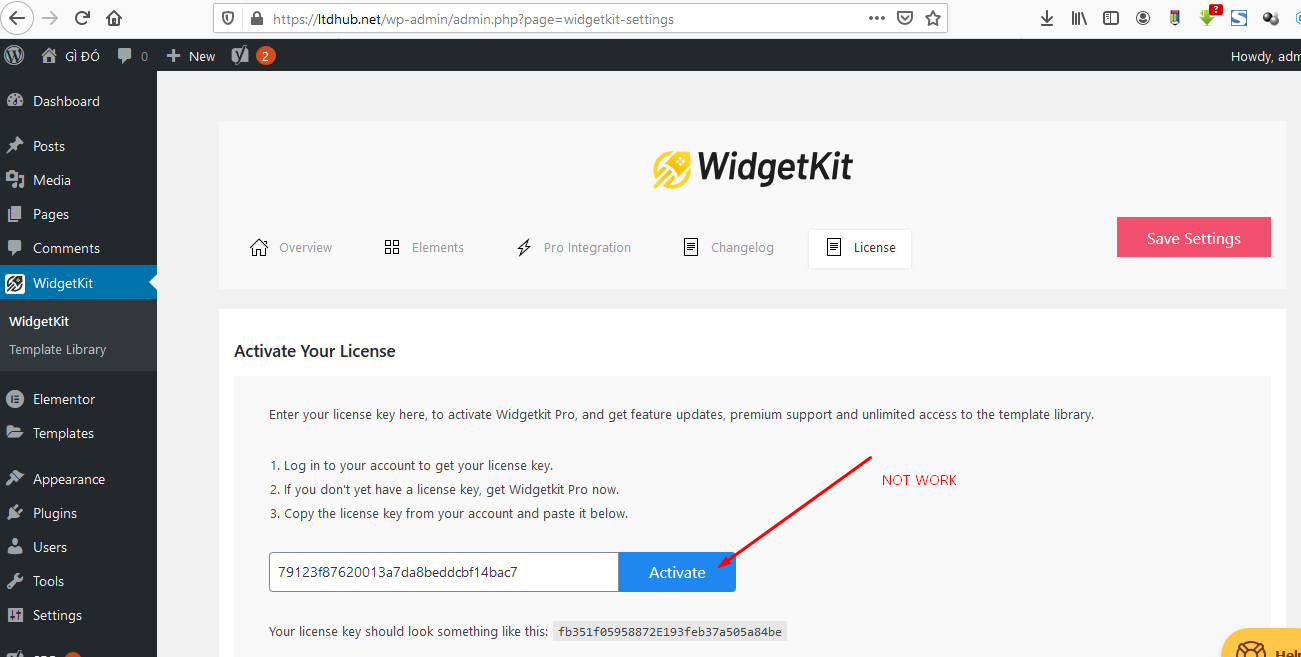 https://ltdhub.net/wp-admin/admin.php?page=widgetkit-settings
?
GÌ ĐÓ 0 New 2
Howdy, adm
Dashboard
Posts
Media
Pages
Comments
WidgetKit
WidgetKit
Template Library
Elementor
Templates
Appearance
Plugins
Users
Tools
Settings
WidgetKit
Overview Elements Pro Integration Changelog License
Save Settings
Activate Your License
Enter your license key here, to activate Widgetkit Pro, and get feature updates, premium support and unlimited access to the template library.
1. Log in to your account to get your license key.
2. If you don't yet have a license key, get Widgetkit Pro now.
3. Copy the license key from your account and paste it below.
NOT WORK
79123f87620013a7da8beddcbf14bac7 Activate
Your license key should look something like this: fb351f05958872E193feb37a505a84be
Help